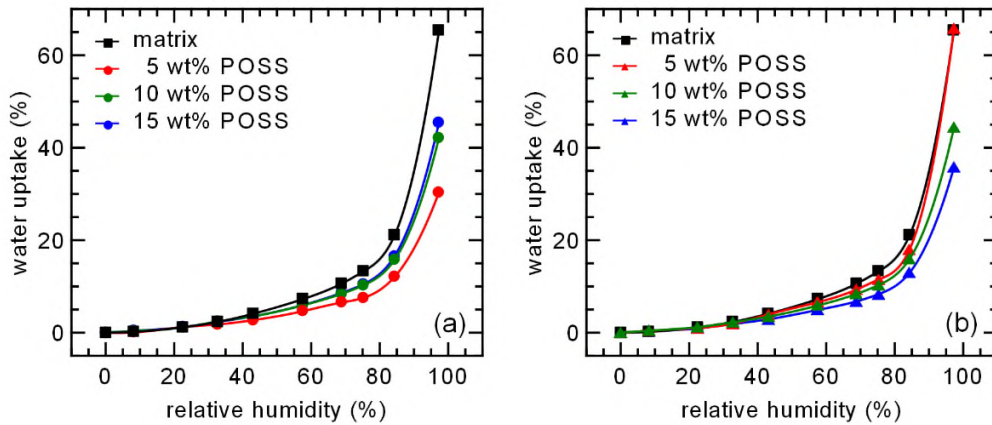 matrix
5 wt% POSS
10 wt% POSS
15 wt% POSS
60
40
20
0
water uptake (%)
0 20 40 60 80 100
relative humidity (%)
(a)
matrix
5 wt% POSS
10 wt% POSS
15 wt% POSS
60
40
20
0
water uptake (%)
0 20 40 60 80 100
relative humidity (%)
(b)